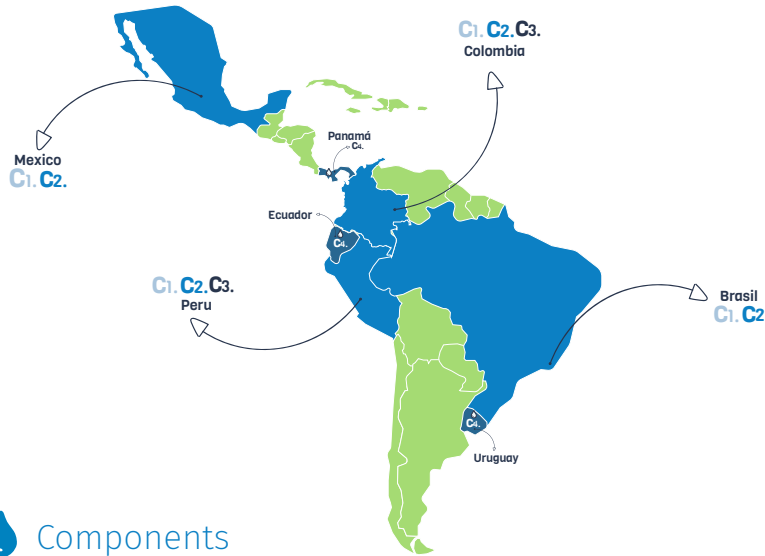 C1. C2. C3.
Colombia
Panamá
C4.
Mexico
C1. C2.
Ecuador
C4.
C1. C2. C3.
Peru
Brasil
C1. C2
C4.
Uruguay
Components